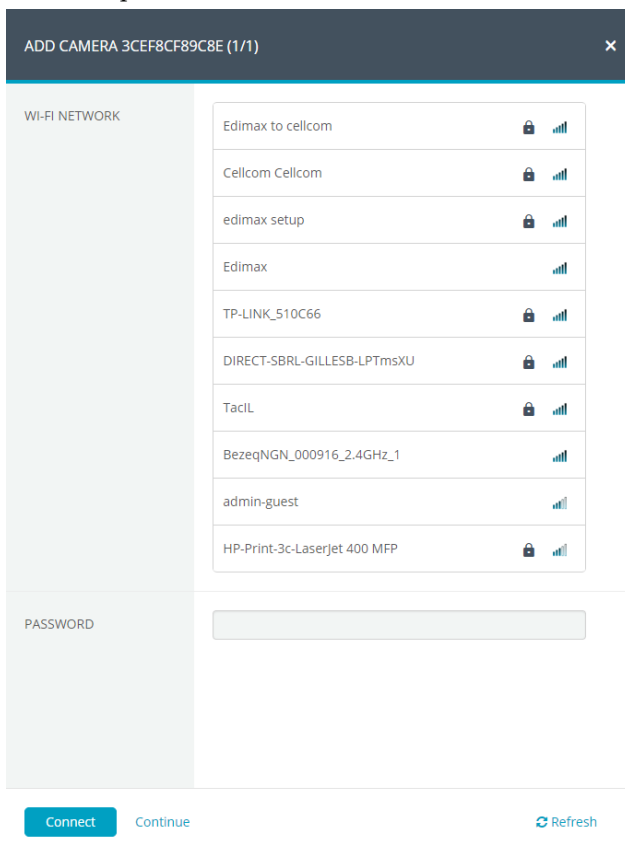 ADD CAMERA 3CEF8CF89C8E (1/1)
WI-FI NETWORK
Edimax to cellcom
Cellcom Cellcom
edimax setup
Edimax
TP-LINK_510C66
DIRECT-SBRL-GILLESB-LPTmsXU
TacIL
BezeqNGN_000916_2.4GHz_1
admin-guest
HP-Print-3c-LaserJet 400 MFP
PASSWORD
Connect Continue Refresh